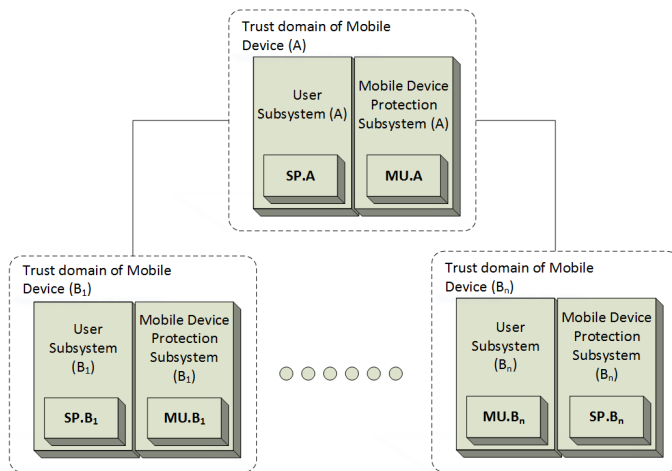 Trust domain of Mobile
Device (A)
User
Subsystem (A)
Mobile Device
Protection
Subsystem (A)
SP.A
MU.A
Trust domain of Mobile
Device (B₁)
User
Subsystem
(B₁)
Mobile Device
Protection
Subsystem
(B₁)
SP.B₁
MU.B₁
Trust domain of Mobile
Device (Bₙ)
User
Subsystem
(Bₙ)
Mobile Device
Protection
Subsystem
(Bₙ)
MU.Bₙ
SP.Bₙ